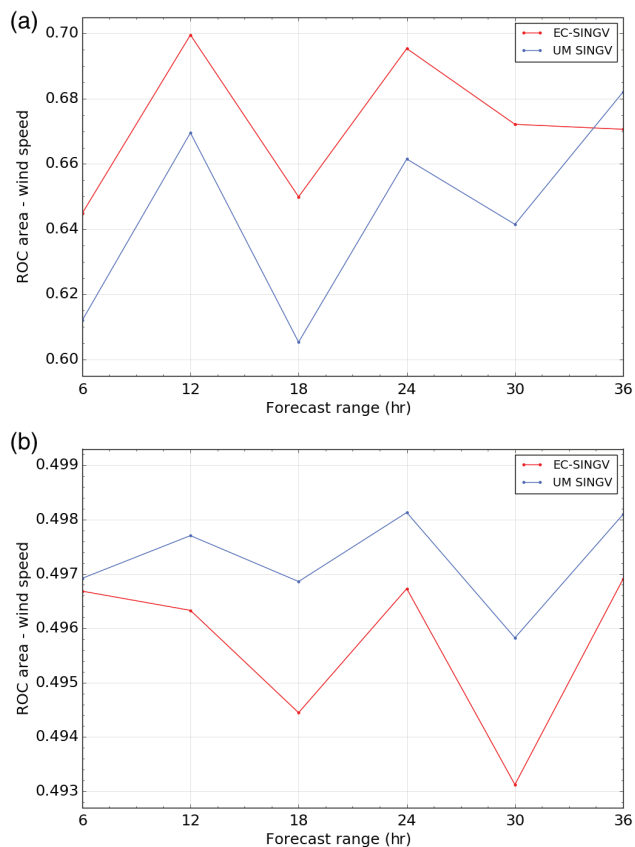 (a)
0.70
0.68
0.66
0.64
0.62
0.60
ROC area - wind speed
EC-SINGV
UM SINGV
6 12 18 24 30 36
Forecast range (hr)
(b)
0.499
0.498
0.497
0.496
0.495
0.494
0.493
ROC area - wind speed
EC-SINGV
UM SINGV
6 12 18 24 30 36
Forecast range (hr)